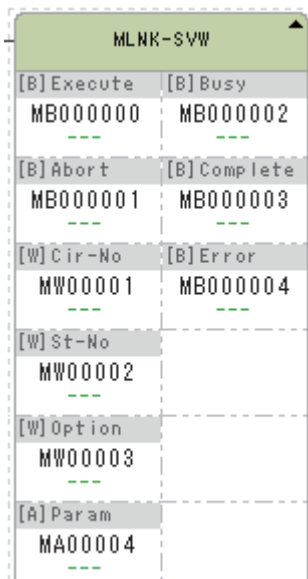 MLNK-SVW
[B]Execute [B]Busy
MB000000 MB000002
--- ---
[B]Abort [B]Complete
MB000001 MB000003
--- ---
[W]Cir-No [B]Error
MW00001 MB000004
--- ---
[W]St-No
MW00002
---
[W]Option
MW00003
---
[A]Param
MA00004
---